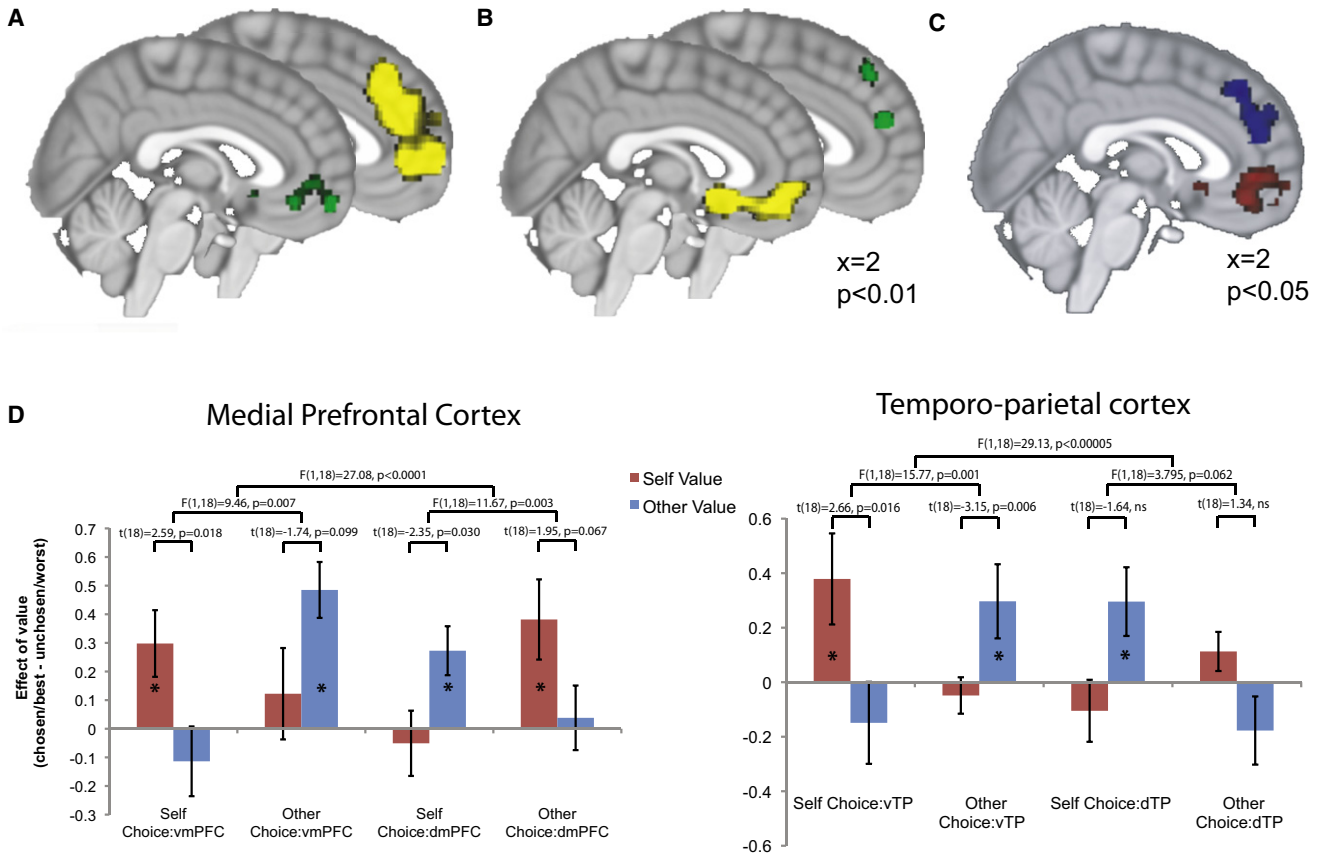 A
B
C
x=2
p<0.01
x=2
p<0.05
D
Medial Prefrontal Cortex
F(1,18)=27.08, p<0.0001
F(1,18)=9.46, p=0.007
F(1,18)=11.67, p=0.003
t(18)=2.59, p=0.018
t(18)=-1.74, p=0.099
t(18)=-2.35, p=0.030
t(18)=1.95, p=0.067
Effect of value
(chosen/best - unchosen/worst)
0.7
0.6
0.5
0.4
0.3
0.2
0.1
0
-0.1
-0.2
-0.3
*
*
*
*
Self
Choice:vmPFC
Other
Choice:vmPFC
Self
Choice:dmPFC
Other
Choice:dmPFC
Self Value
Other Value
Temporo-parietal cortex
F(1,18)=29.13, p<0.00005
F(1,18)=15.77, p=0.001
F(1,18)=3.795, p=0.062
t(18)=2.66, p=0.016
t(18)=-3.15, p=0.006
t(18)=-1.64, ns
t(18)=1.34, ns
0.6
0.4
0.2
0
-0.2
-0.4
-0.6
*
*
*
Self Choice:vTP
Other
Choice:vTP
Self Choice:dTP
Other
Choice:dTP